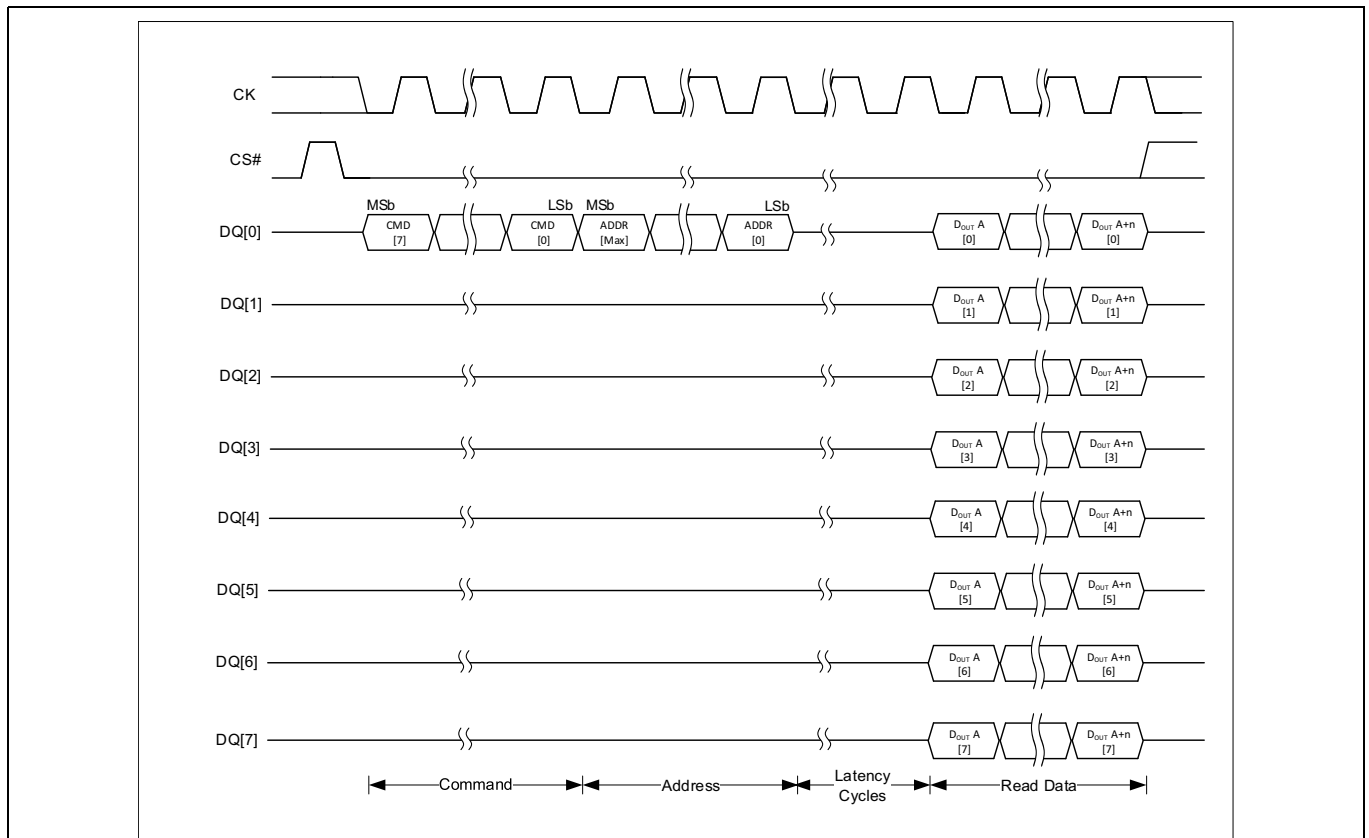 CK
CS#
MSb LSb MSb LSb
DQ[0] CMD [7] CMD [0] ADDR [Max] ADDR [0] DOUT A [0] DOUT A+n [0]
DQ[1] DOUT A [1] DOUT A+n [1]
DQ[2] DOUT A [2] DOUT A+n [2]
DQ[3] DOUT A [3] DOUT A+n [3]
DQ[4] DOUT A [4] DOUT A+n [4]
DQ[5] DOUT A [5] DOUT A+n [5]
DQ[6] DOUT A [6] DOUT A+n [6]
DQ[7] DOUT A [7] DOUT A+n [7]
Command Address Latency Cycles Read Data